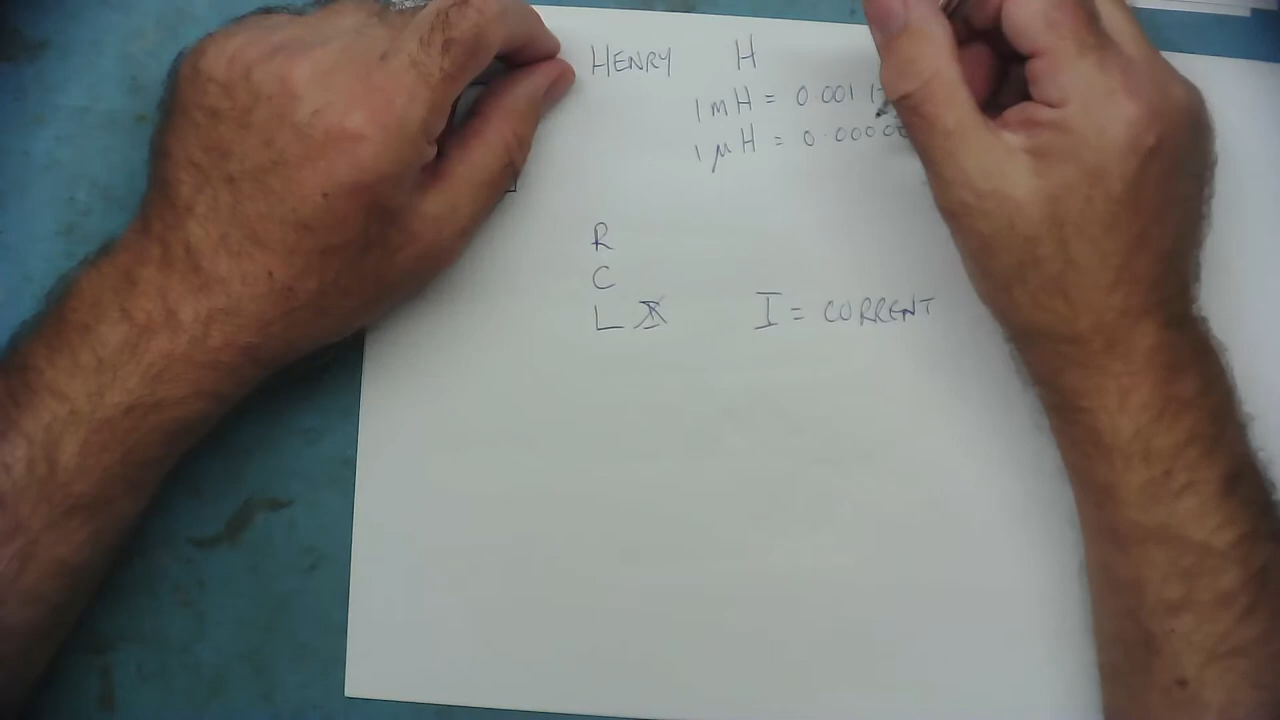 HENRY H
1mH = 0.001
1μH = 0.0000
R
C
L I
I = CURRENT